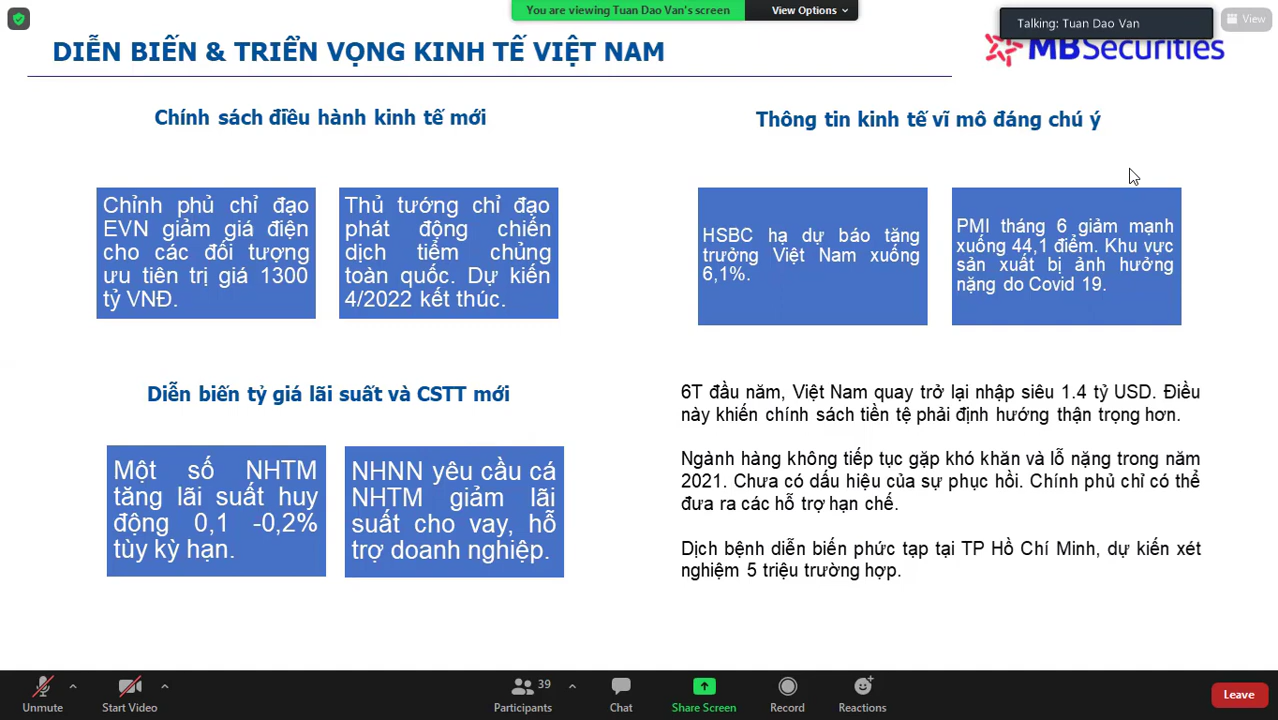 You are viewing Tuan Dao Van's screen
View Options
Talking: Tuan Dao Van
View
DIỄN BIẾN & TRIỂN VỌNG KINH TẾ VIỆT NAM
MBSecurities
Chính sách điều hành kinh tế mới
Chỉnh phủ chỉ đạo
EVN giảm giá điện
cho các đối tượng
ưu tiên trị giá 1300
tỷ VNĐ.
Thủ tướng chỉ đạo
phát động chiến
dịch tiểm chủng
toàn quốc. Dự kiến
4/2022 kết thúc.
Thông tin kinh tế vĩ mô đáng chú ý
HSBC hạ dự báo tăng
trưởng Việt Nam xuống
6,1%.
PMI tháng 6 giảm mạnh
xuống 44,1 điểm. Khu vực
sản xuất bị ảnh hưởng
nặng do Covid 19.
Diễn biến tỷ giá lãi suất và CSTT mới
Một số NHTM
tăng lãi suất huy
động 0,1 -0,2%
tùy kỳ hạn.
NHNN yêu cầu cá
NHTM giảm lãi
suất cho vay, hỗ
trợ doanh nghiệp.
6T đầu năm, Việt Nam quay trở lại nhập siêu 1.4 tỷ USD. Điều
này khiến chính sách tiền tệ phải định hướng thận trọng hơn.
Ngành hàng không tiếp tục gặp khó khăn và lỗ nặng trong năm
2021. Chưa có dấu hiệu của sự phục hồi. Chính phủ chỉ có thể
đưa ra các hỗ trợ hạn chế.
Dịch bệnh diễn biến phức tạp tại TP Hồ Chí Minh, dự kiến xét
nghiệm 5 triệu trường hợp.
Unmute
Start Video
39
Participants
Chat
Share Screen
Record
Reactions
Leave